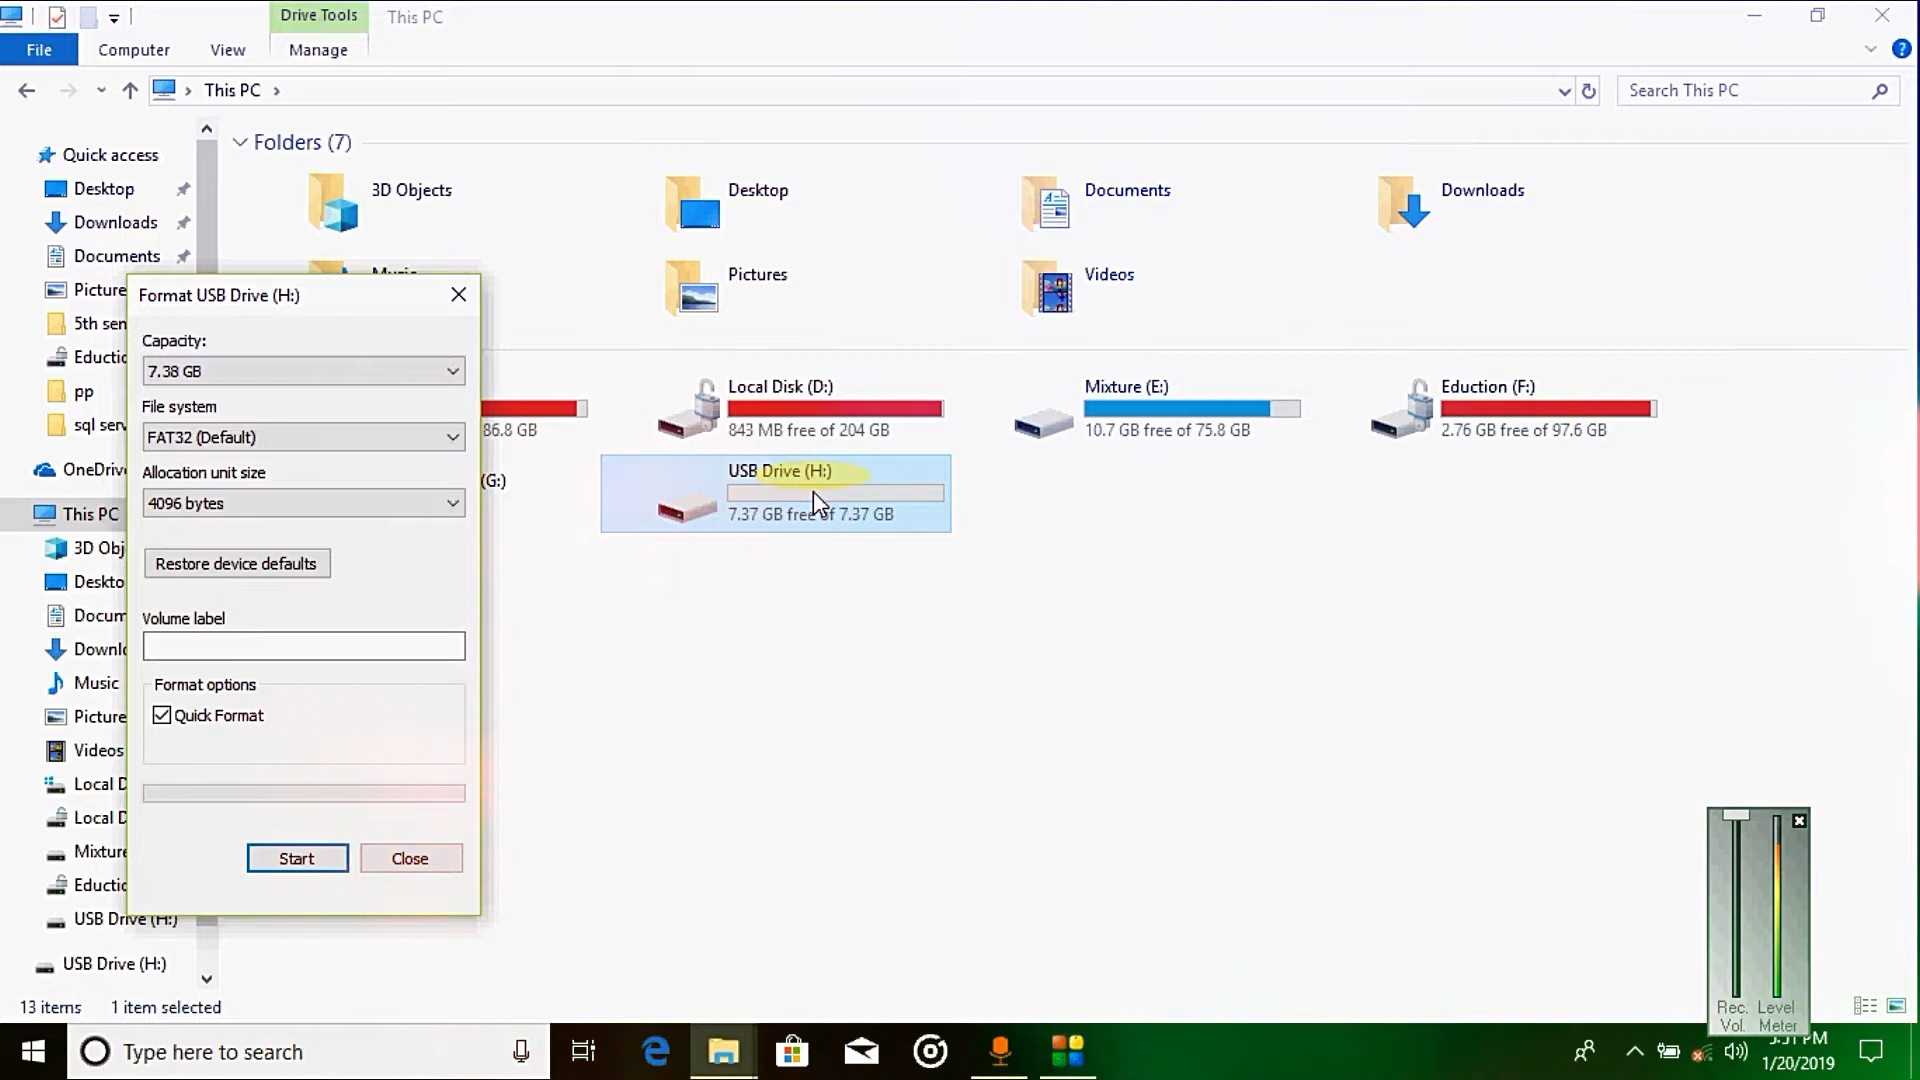 Drive Tools
This PC
File
Computer
View
Manage
This PC
Search This PC
Quick access
Desktop
Downloads
Documents
Picture
5th sen
Eductio
pp
sql serv
OneDrive
This PC
3D Obj
Deskto
Docum
Downlo
Music
Picture
Videos
Local D
Local D
Mixture
Eductio
USB Drive (H:)
USB Drive (H:)
Folders (7)
3D Objects
Desktop
Documents
Downloads
Music
Pictures
Videos
86.8 GB
Local Disk (D:)
843 MB free of 204 GB
Mixture (E:)
10.7 GB free of 75.8 GB
Eduction (F:)
2.76 GB free of 97.6 GB
(G:)
USB Drive (H:)
7.37 GB free of 7.37 GB
Format USB Drive (H:)
Capacity:
7.38 GB
File system
FAT32 (Default)
Allocation unit size
4096 bytes
Restore device defaults
Volume label
Format options
Quick Format
Start
Close
Rec. Level
Vol. Meter
13 items
1 item selected
Type here to search
PM
1/20/2019